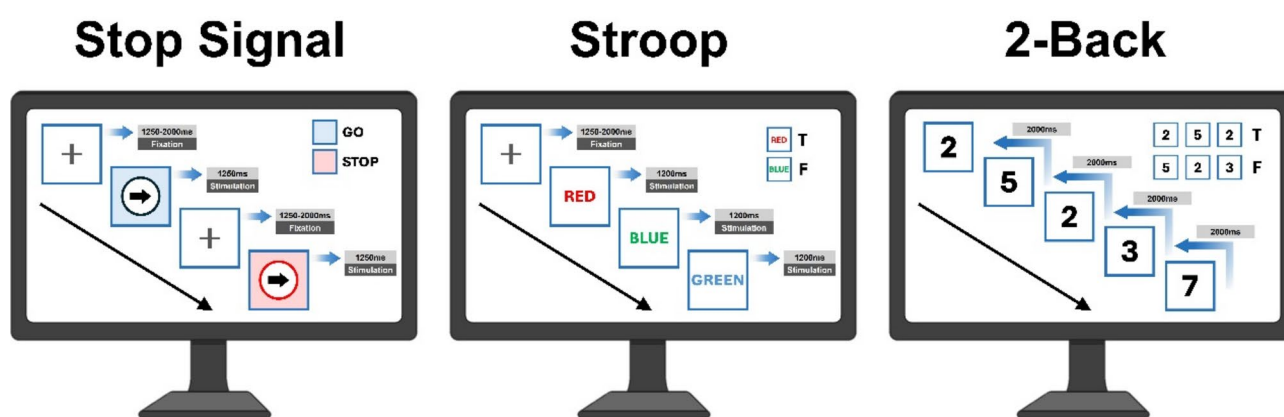 Stop Signal
1250-2000ms
Fixation
GO
STOP
1250ms
Stimulation
1250-2000ms
Fixation
1250ms
Stimulation
Stroop
1250-2000ms
Fixation
RED T
BLUE F
RED
1200ms
Stimulation
BLUE
1200ms
Stimulation
GREEN
1200ms
Stimulation
2-Back
2
2000ms
2 5 2 T
5 2 3 F
5
2000ms
2
2000ms
3
2000ms
7